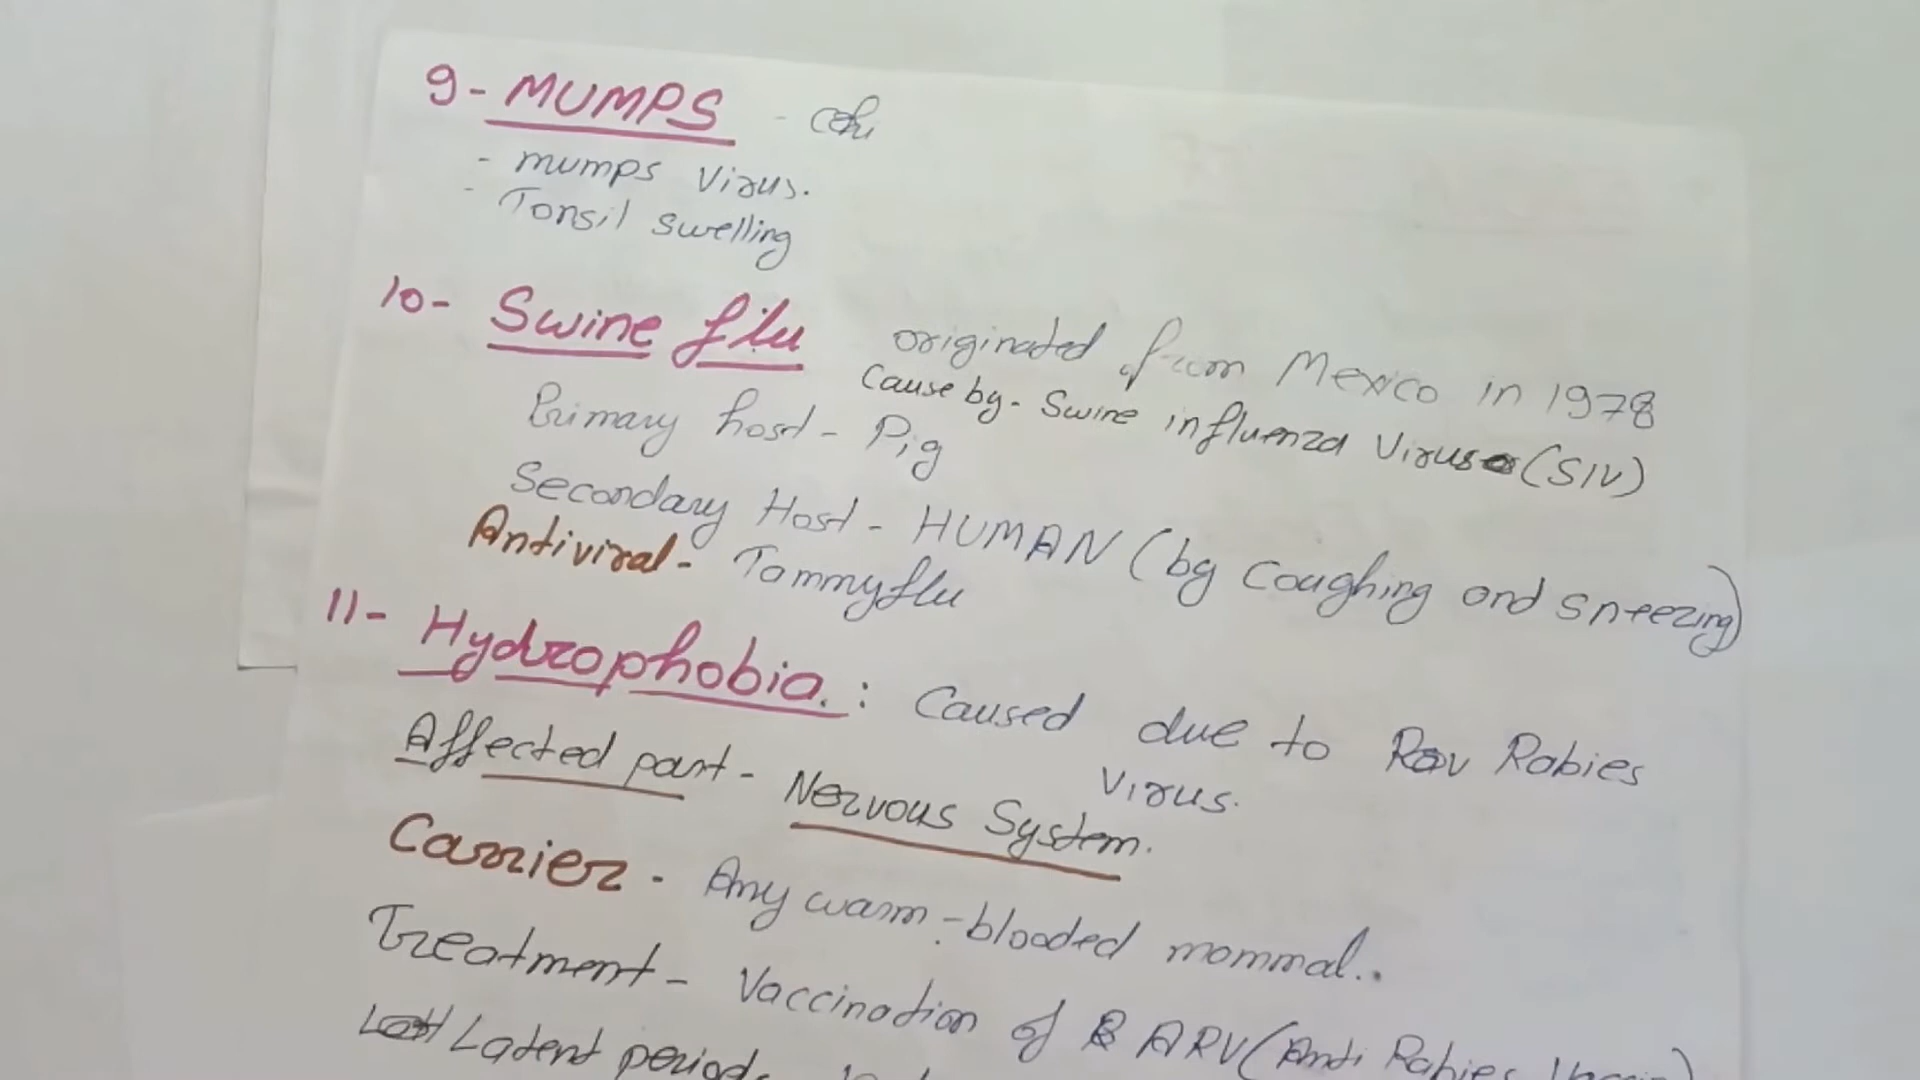 9- MUMPS -
- mumps Virus.
- Tonsil swelling
10- Swine flu originated from Mexico in 1978
Cause by- Swine influenza Virus (SIV)
Primary host - Pig
Secondary Host - HUMAN (by Coughing and sneezing)
Antiviral - Tammyflu
11- Hydrophobia : Caused due to Rabies
Virus.
Affected part - Nervous System.
Carrier - Any warm-blooded mammal..
Treatment - Vaccination of ARV (Anti Rabies
Latent period